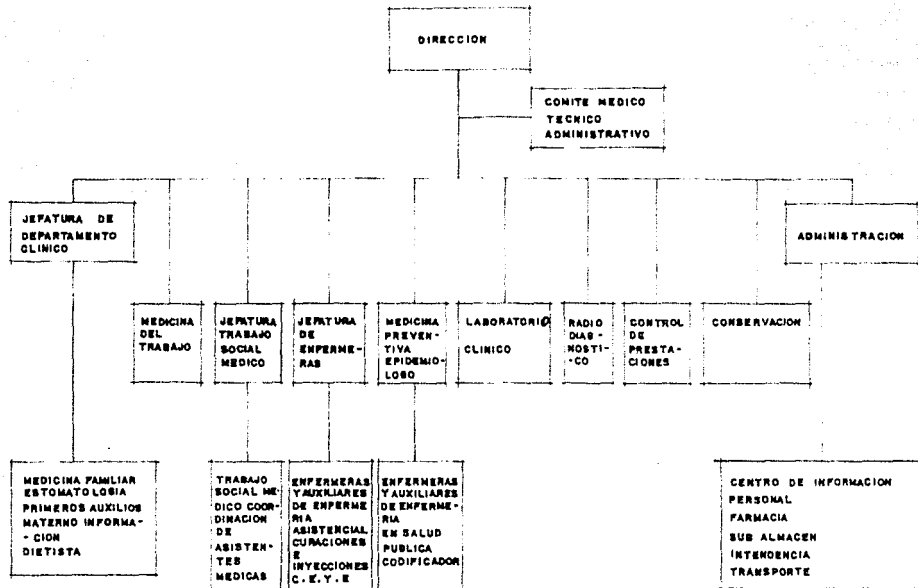 DIRECCION
COMITE MEDICO
TECNICO
ADMINISTRATIVO
JEFATURA DE
DEPARTAMENTO
CLINICO
ADMINISTRACION
MEDICINA
DEL
TRABAJO
JEFATURA
TRABAJO
SOCIAL
MEDICO
JEFATURA
DE
ENFERME-
RAS
MEDICINA
PREVEN-
TIVA
EPIDEMIO-
LOGO
LABORATORIO
CLINICO
RADIO
DIAG-
NOSTI-
-CO
CONTROL
DE
PRESTA-
CIONES
CONSERVACION
MEDICINA FAMILIAR
ESTOMATOLOGIA
PRIMEROS AUXILIOS
MATERNO INFORMA-
-CION
DIETISTA
TRABAJO
SOCIAL ME-
DICO COOR-
DINACION
DE
ASISTEN-
TES
MEDICAS
ENFERMERAS
Y AUXILIARES
DE ENFERME
RIA
ASISTENCIAL
CURACIONES
E
INYECCIONES
C.E.Y.E
ENFERMERAS
Y AUXILIARES
DE ENFERME-
RIA
EN SALUD
PUBLICA
CODIFICADOR
CENTRO DE INFORMACION
PERSONAL
FARMACIA
SUB ALMACEN
INTENDENCIA
TRANSPORTE